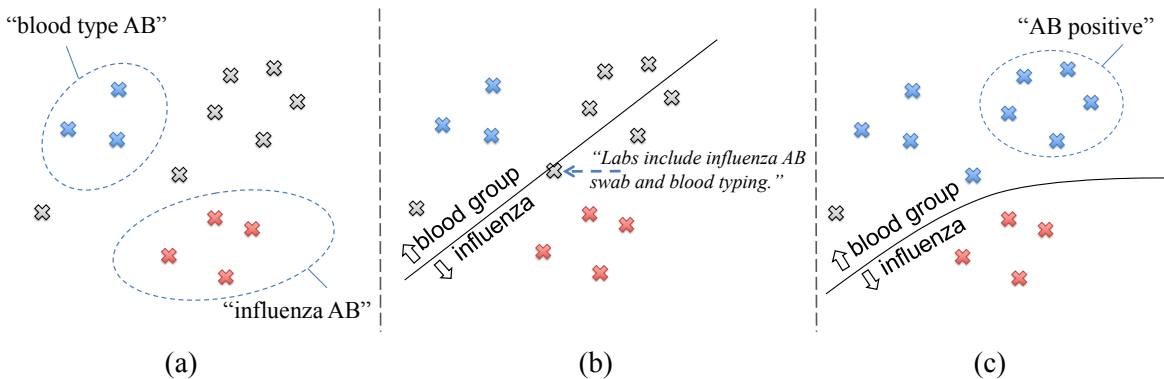 “blood type AB”
“influenza AB”
(a)
“Labs include influenza AB
swab and blood typing.”
blood group
influenza
(b)
“AB positive”
blood group
influenza
(c)